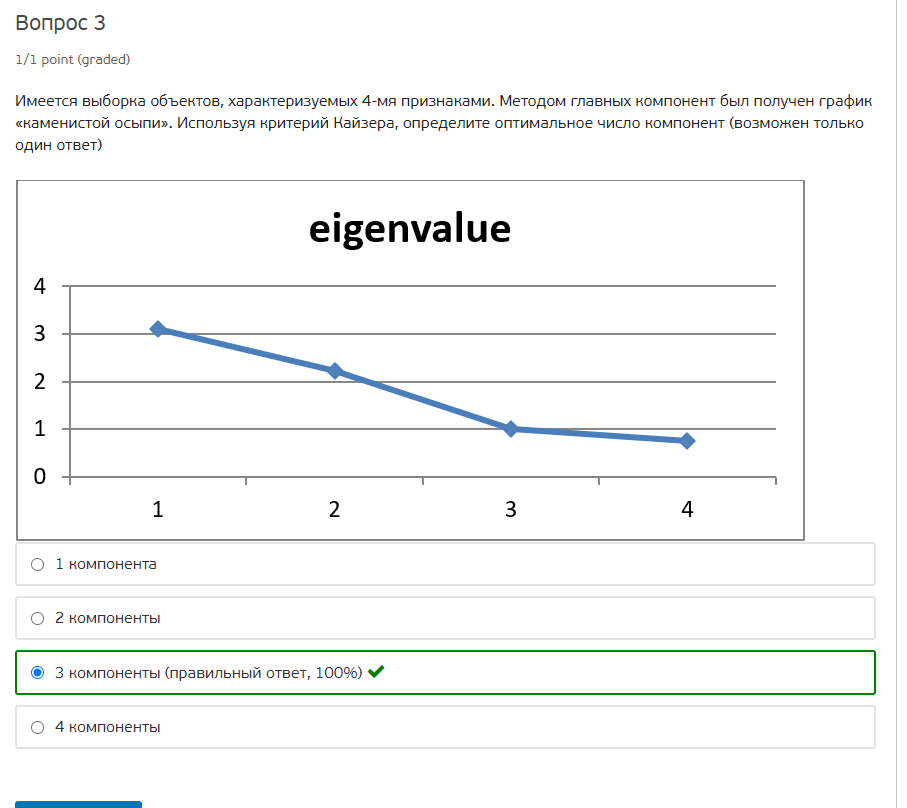 Вопрос 3
1/1 point (graded)
Имеется выборка объектов, характеризуемых 4-мя признаками. Методом главных компонент был получен график
«каменистой осыпи». Используя критерий Кайзера, определите оптимальное число компонент (возможен только
один ответ)
eigenvalue
4
3
2
1
0
1 2 3 4
1 компонента
2 компоненты
3 компоненты (правильный ответ, 100%)
4 компоненты